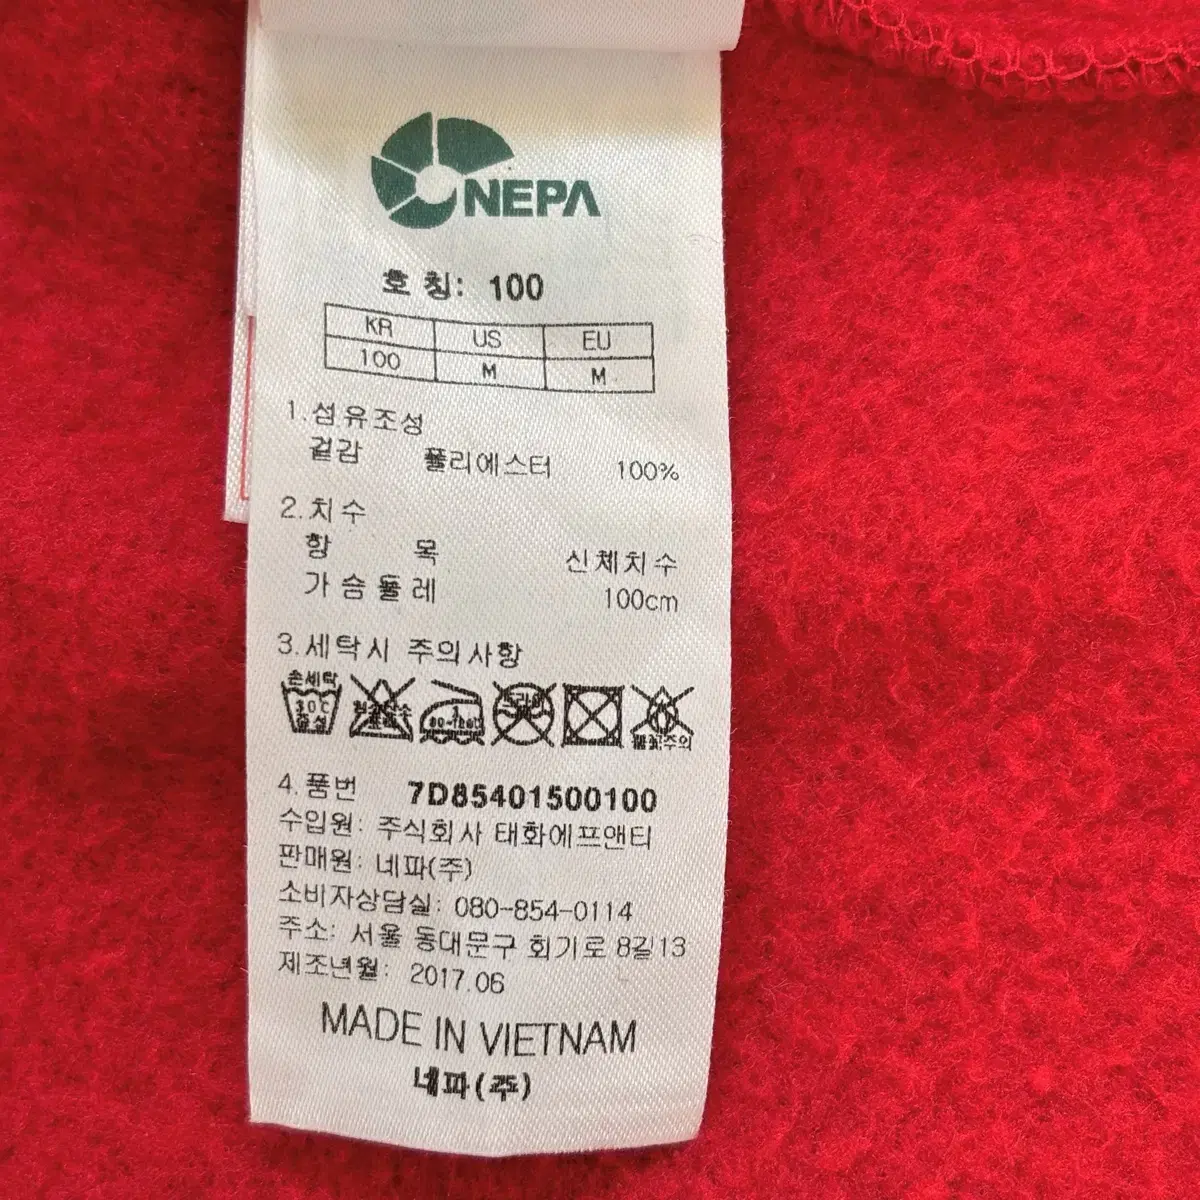 NEPA
호 칭: 100
KR US EU
100 M M
1.섬유조성
겉감 폴리에스터 100%
2.치수
항 목 신체치수
가슴둘레 100cm
3.세탁시 주의사항
손세탁
30℃
중성
80-120℃
드라이
4.품번 7D85401500100
수입원: 주식회사 태화에프앤티
판매원: 네파(주)
소비자상담실: 080-854-0114
주소: 서울 동대문구 회기로 8길13
제조년월: 2017.06
MADE IN VIETNAM
네파(주)